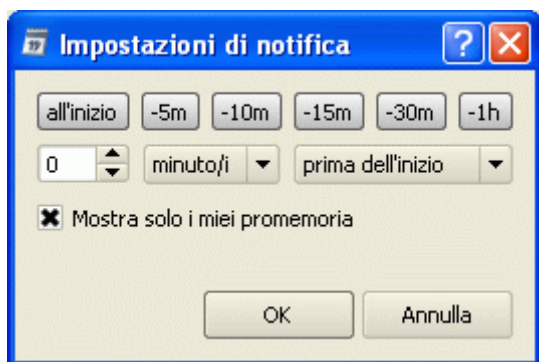 Impostazioni di notifica
all'inizio -5m -10m -15m -30m -1h
0 minuto/i prima dell'inizio
Mostra solo i miei promemoria
OK Annulla